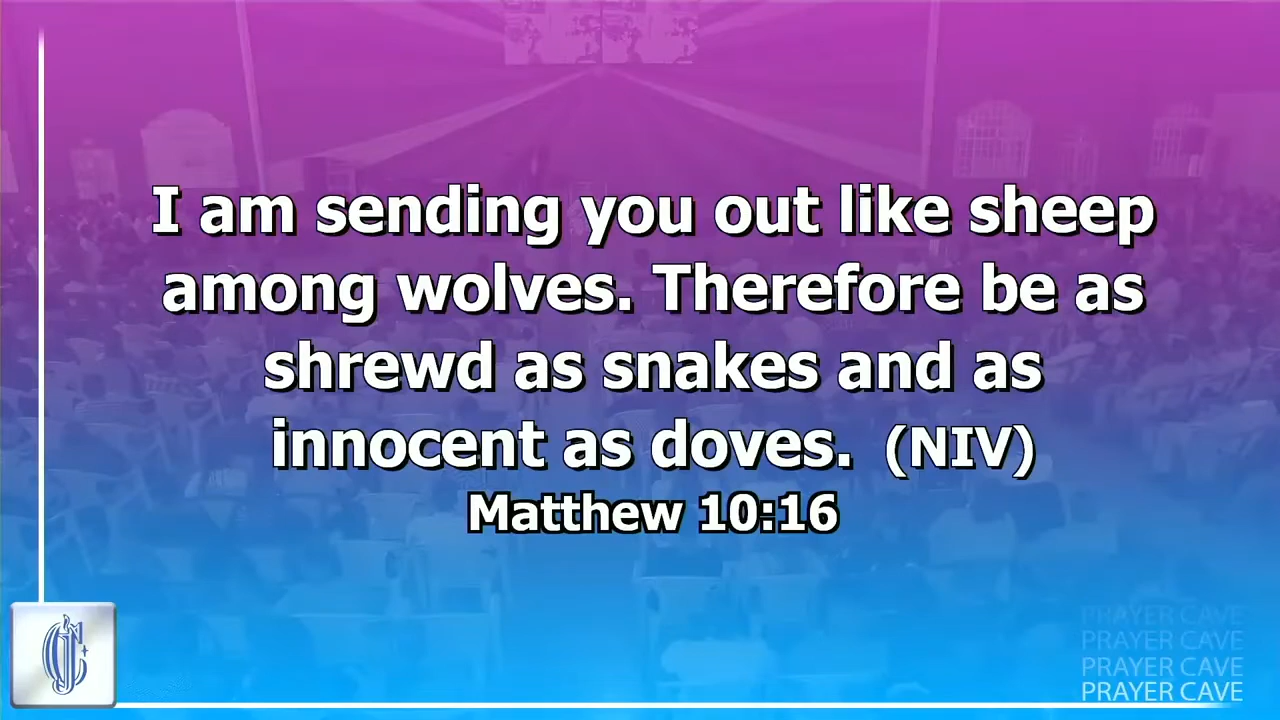 I am sending you out like sheep
among wolves. Therefore be as
shrewd as snakes and as
innocent as doves. (NIV)
Matthew 10:16
PRAYER CAVE
PRAYER CAVE
PRAYER CAVE
PRAYER CAVE